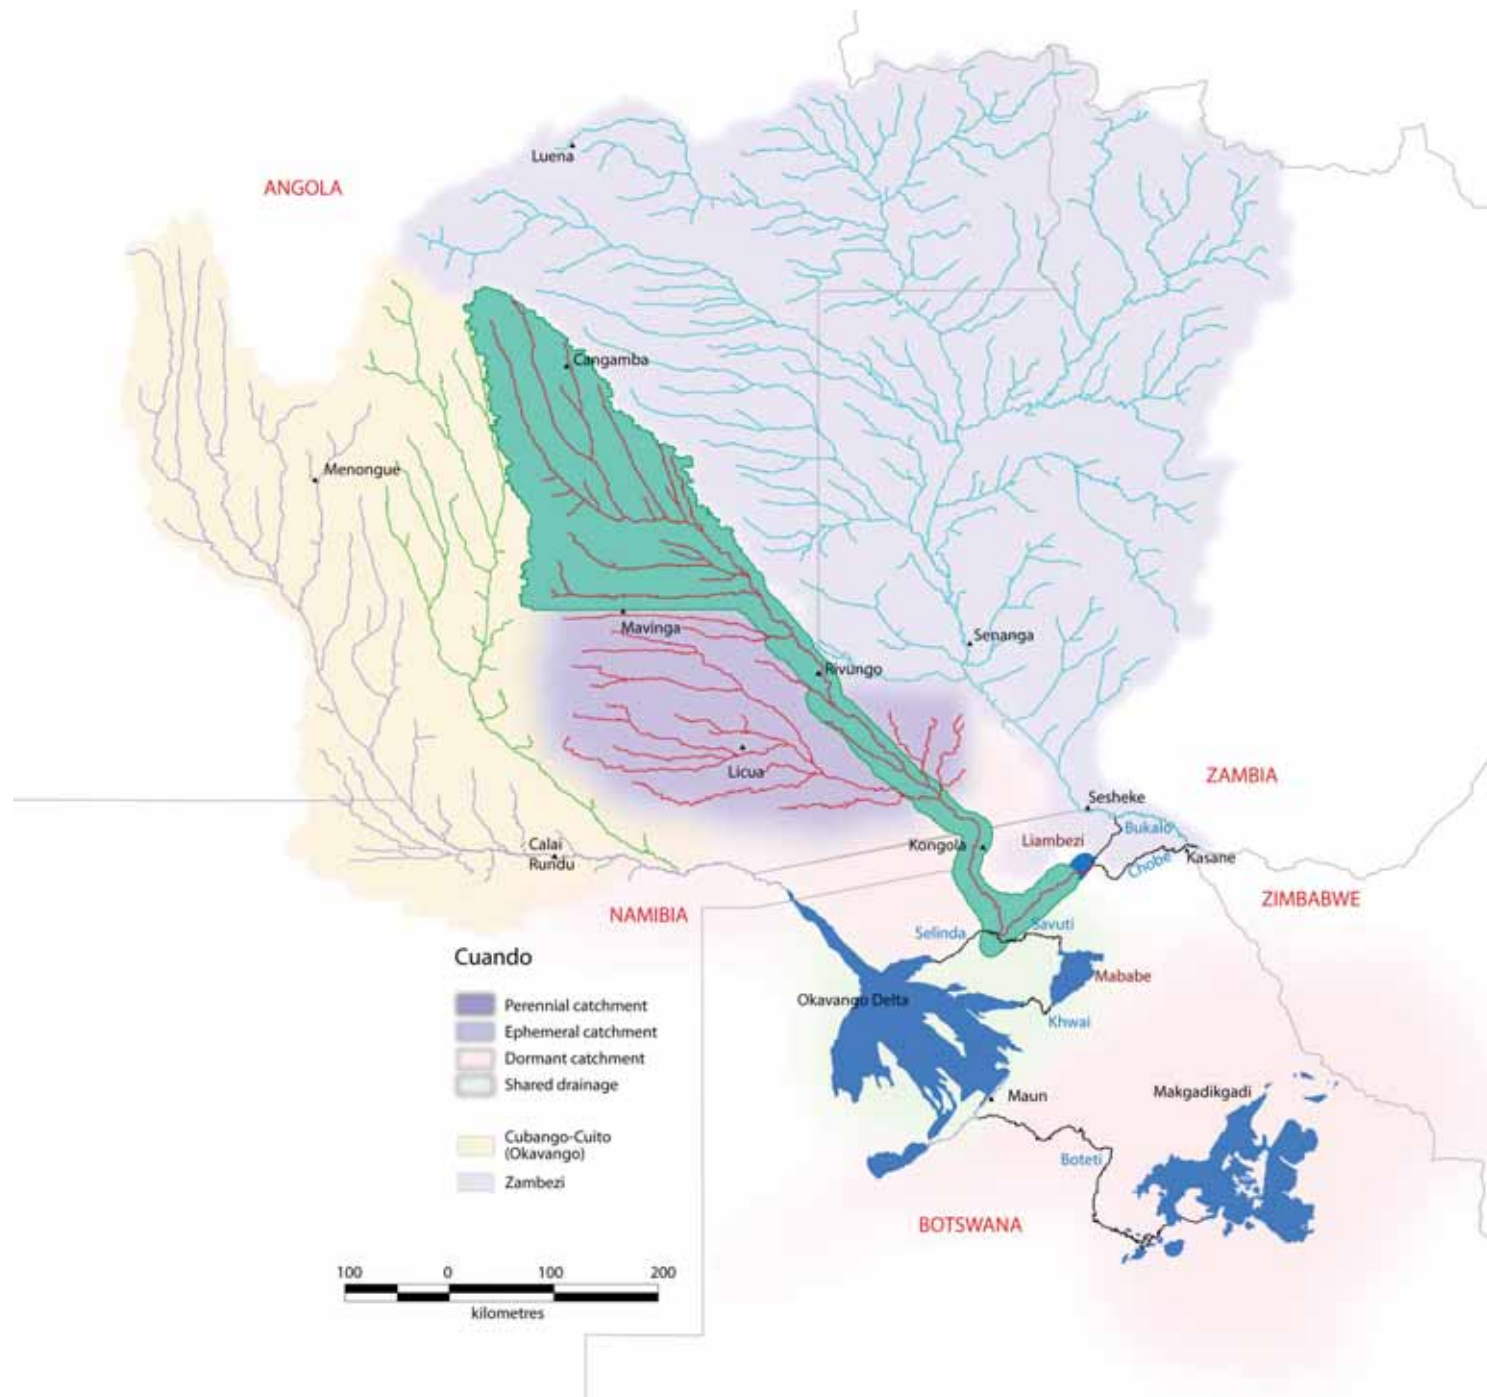 Luena
ANGOLA
Cangamba
Menongue
Senanga
Mavinga
Rivungo
Licua
ZAMBIA
Sesheke
Bukalo
Liambezi
Kongola
Kasane
Chobe
Calai
Rundu
ZIMBABWE
NAMIBIA
Savuti
Selinda
Cuando
Mababe
Okavango Delta
Perennial catchment
Khwai
Ephemeral catchment
Dormant catchment
Shared drainage
Maun
Makgadikgadi
Cubango-Cuito
(Okavango)
Boteti
Zambezi
BOTSWANA
100 0 100 200
kilometres